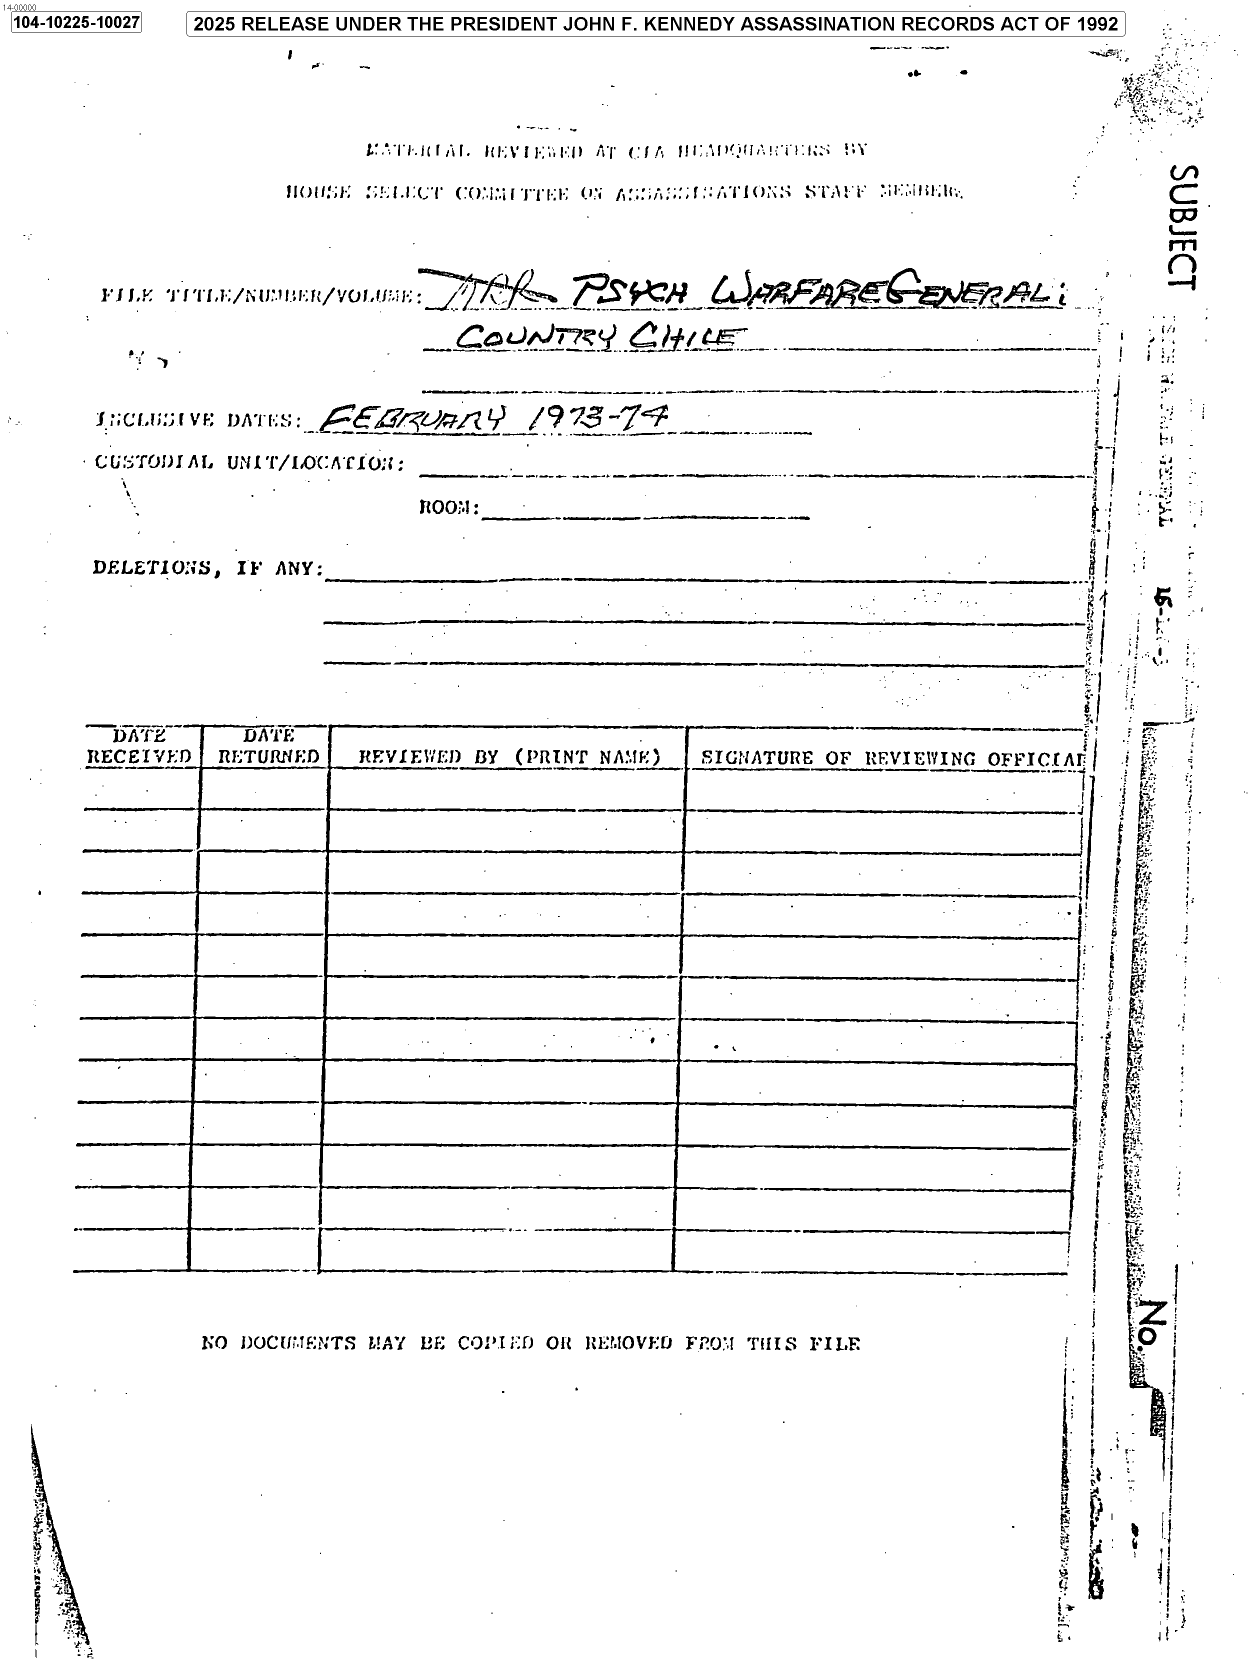 14-00000
104-10225-10027
2025 RELEASE UNDER THE PRESIDENT JOHN F. KENNEDY ASSASSINATION RECORDS ACT OF 1992
MATERIAL REVIEWED AT CIA HEADQUARTERS BY
HOUSE SELECT COMMITTEE ON ASSASSINATIONS STAFF MEMBERS
FILE TITLE/NUMBER/VOLUME: PSYCH WARFARE GENERAL:
COUNTRY CHILE
INCLUSIVE DATES: FEBRUARY 1973-74
CUSTODIAL UNIT/LOCATION:
ROOM:
DELETIONS, IF ANY:
DATE RECEIVED DATE RETURNED REVIEWED BY (PRINT NAME) SIGNATURE OF REVIEWING OFFICIAL
NO DOCUMENTS MAY BE COPIED OR REMOVED FROM THIS FILE
SUBJECT
No.